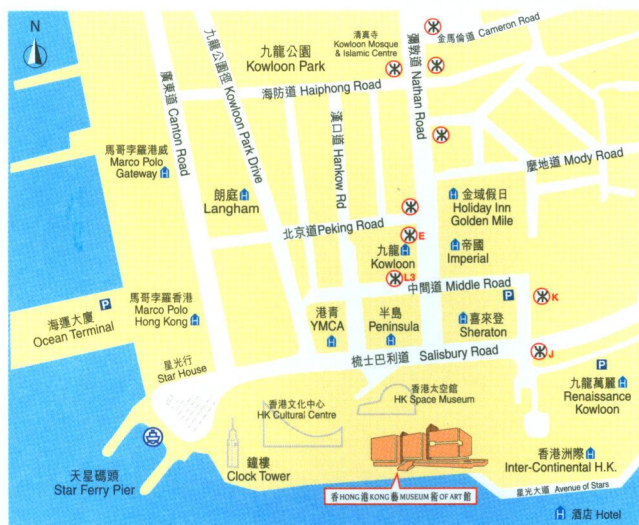 N
九龍公園
Kowloon Park
清真寺
Kowloon Mosque
& Islamic Centre
彌敦道 Nathan Road
金馬倫道 Cameron Road
廣東道 Canton Road
九龍公園徑 Kowloon Park Drive
海防道 Haiphong Road
漢口道 Hankow Rd
馬哥孛羅港威
Marco Polo
Gateway H
朗庭 H
Langham
麼地道 Mody Road
H 金域假日
Holiday Inn
Golden Mile
北京道Peking Road
E
九龍 H
Kowloon
H 帝國
Imperial
L3
中間道 Middle Road
P
K
海運大廈
Ocean Terminal
P
馬哥孛羅香港
Marco Polo
Hong Kong H
港青
YMCA
H
半島
Peninsula
H
H 喜來登
Sheraton
梳士巴利道 Salisbury Road
J
星光行
Star House
香港文化中心
HK Cultural Centre
香港太空館
HK Space Museum
P
九龍萬麗 H
Renaissance
Kowloon
天星碼頭
Star Ferry Pier
鐘樓
Clock Tower
香港洲際 H
Inter-Continental H.K.
香HONG港KONG藝MUSEUM術OF ART館
星光大道 Avenue of Stars
H 酒店 Hotel